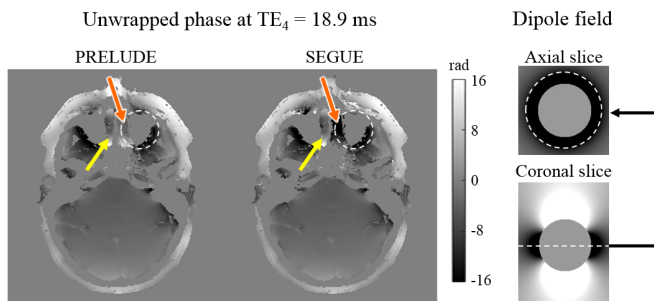 Unwrapped phase at TE4 = 18.9 ms
Dipole field
PRELUDE
SEGUE
rad
16
8
0
-8
-16
Axial slice
Coronal slice